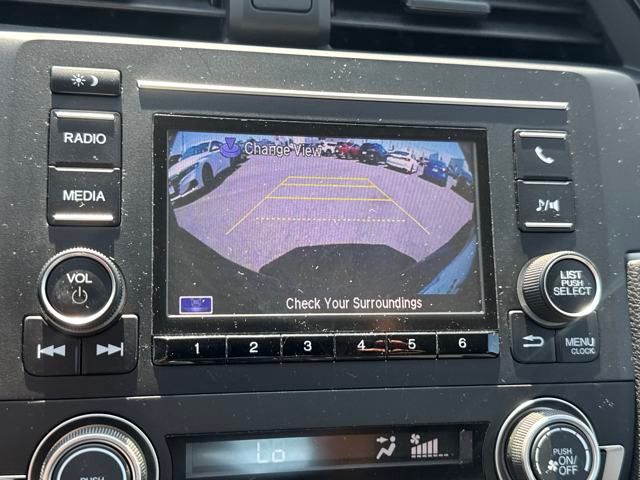 RADIO
MEDIA
VOL
Change View
Check Your Surroundings
1 2 3 4 5 6
LIST
PUSH
SELECT
MENU
CLOCK
Lo
PUSH
PUSH
ON/
OFF